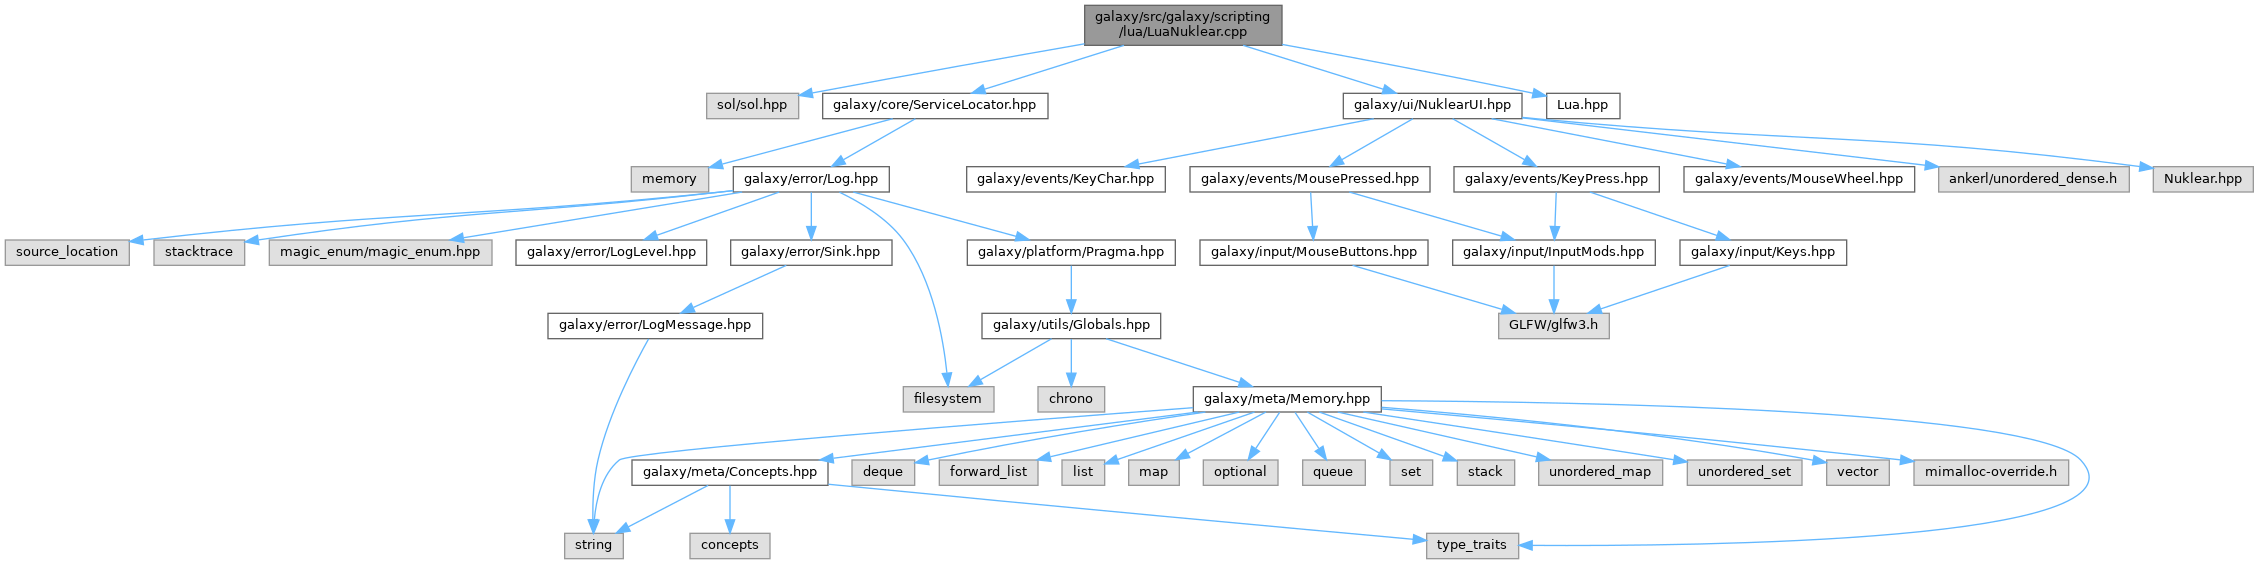 galaxy/src/galaxy/scripting
/lua/LuaNuklear.cpp
sol/sol.hpp
galaxy/core/ServiceLocator.hpp
galaxy/ui/NuklearUI.hpp
Lua.hpp
memory
galaxy/error/Log.hpp
galaxy/events/KeyChar.hpp
galaxy/events/MousePressed.hpp
galaxy/events/KeyPress.hpp
galaxy/events/MouseWheel.hpp
ankerl/unordered_dense.h
Nuklear.hpp
source_location
stacktrace
magic_enum/magic_enum.hpp
galaxy/error/LogLevel.hpp
galaxy/error/Sink.hpp
galaxy/platform/Pragma.hpp
galaxy/input/MouseButtons.hpp
galaxy/input/InputMods.hpp
galaxy/input/Keys.hpp
galaxy/error/LogMessage.hpp
galaxy/utils/Globals.hpp
GLFW/glfw3.h
filesystem
chrono
galaxy/meta/Memory.hpp
galaxy/meta/Concepts.hpp
deque
forward_list
list
map
optional
queue
set
stack
unordered_map
unordered_set
vector
mimalloc-override.h
string
concepts
type_traits